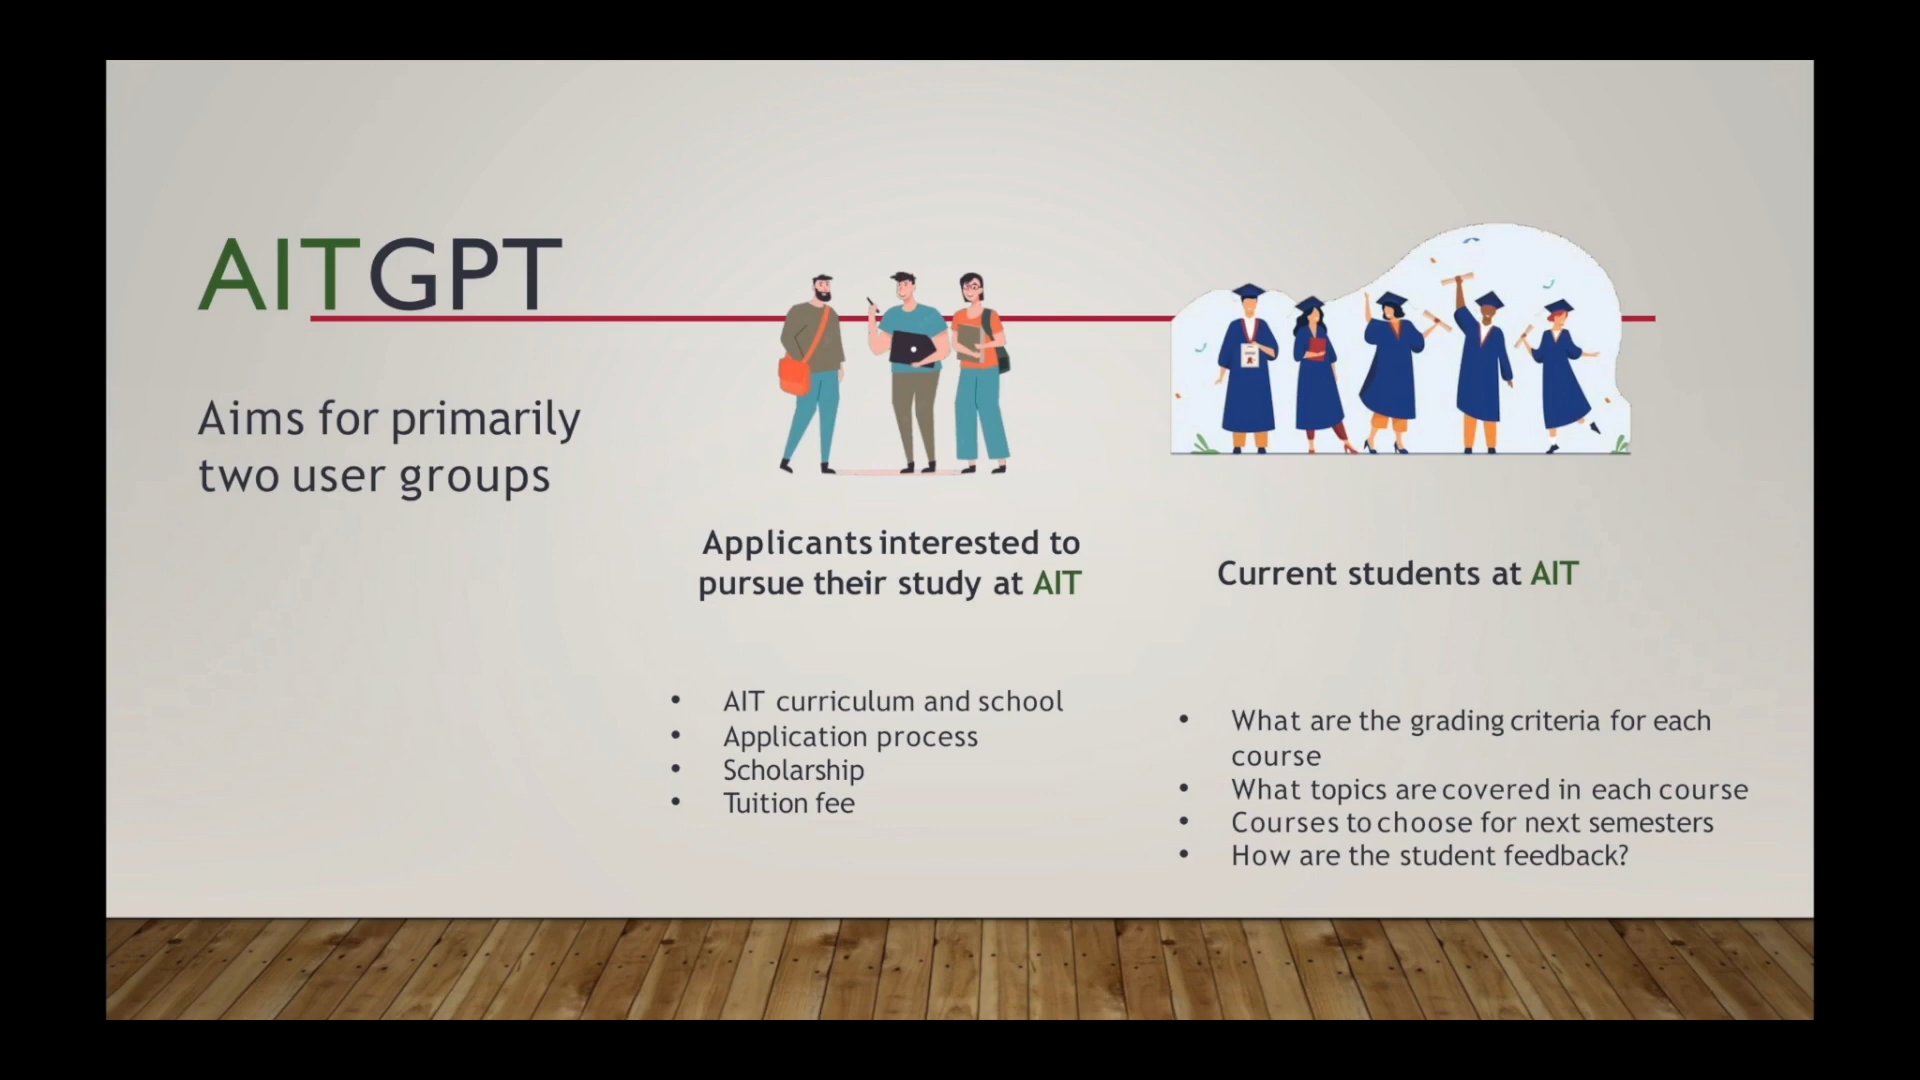 AITGPT
Aims for primarily
two user groups
Applicants interested to
pursue their study at AIT
• AIT curriculum and school
• Application process
• Scholarship
• Tuition fee
Current students at AIT
• What are the grading criteria for each
course
• What topics are covered in each course
• Courses to choose for next semesters
• How are the student feedback?